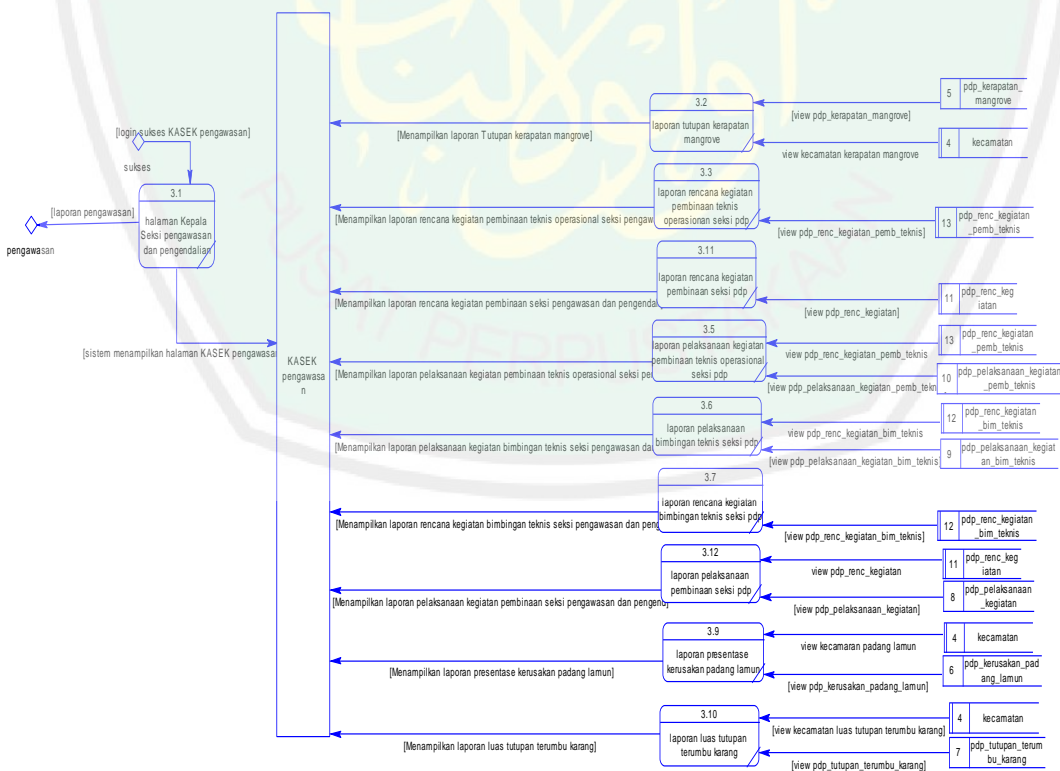 [login sukses KASEK pengawasan]
sukses
3.1
halaman Kepala
Seksi pengawasan
dan pengendalian
[laporan pengawasan]
pengawasan
[sistem menampilkan halaman KASEK pengawasa
KASEK
pengawasa
n
3.2
laporan tutupan kerapatan
mangrove
[Menampilkan laporan Tutupan kerapatan mangrove]
5
pdp_kerapatan_
mangrove
[view pdp_kerapatan_mangrove]
4
kecamatan
view kecamatan kerapatan mangrove
3.3
laporan rencana kegiatan
pembinaan teknis
operasionan seksi pdp
[Menampilkan laporan rencana kegiatan pembinaan teknis operasional seksi pengaw
13
pdp_renc_kegiatan
_pemb_teknis
[view pdp_renc_kegiatan_pemb_teknis]
3.11
laporan rencana kegiatan
pembinaan seksi pdp
[Menampilkan laporan rencana kegiatan pembinaan seksi pengawasan dan pengenda
11
pdp_renc_keg
iatan
[view pdp_renc_kegiatan]
3.5
laporan pelaksanaan kegiatan
pembinaan teknis operasional
seksi pdp
[Menampilkan laporan pelaksanaan kegiatan pembinaan teknis operasional seksi pe
13
pdp_renc_kegiatan
_pemb_teknis
view pdp_renc_kegiatan_pemb_teknis
10
pdp_pelaksanaan_kegiatan
_pemb_teknis
[view pdp_pelaksanaan_kegiatan_pemb_tekn
3.6
laporan pelaksanaan
bimbingan teknis seksi pdp
[Menampilkan laporan pelaksanaan kegiatan bimbingan teknis seksi pengawasan da
12
pdp_renc_kegiatan
_bim_teknis
view pdp_renc_kegiatan_bim_teknis
9
pdp_pelaksanaan_kegiat
an_bim_teknis
[view pdp_pelaksanaan_kegiatan_bim_teknis
3.7
laporan rencana kegiatan
bimbingan teknis seksi pdp
[Menampilkan laporan rencana kegiatan bimbingan teknis seksi pengawasan dan peng
12
pdp_renc_kegiatan
_bim_teknis
[view pdp_renc_kegiatan_bim_teknis]
3.12
laporan pelaksanaan
pembinaan seksi pdp
[Menampilkan laporan pelaksanaan kegiatan pembinaan seksi pengawasan dan pengend
11
pdp_renc_keg
iatan
view pdp_renc_kegiatan
8
pdp_pelaksanaan
_kegiatan
[view pdp_pelaksanaan_kegiatan]
3.9
laporan presentase
kerusakan padang lamun
[Menampilkan laporan presentase kerusakan padang lamun]
4
kecamatan
view kecamaran padang lamun
6
pdp_kerusakan_pad
ang_lamun
[view pdp_kerusakan_padang_lamun]
3.10
laporan luas tutupan
terumbu karang
[Menampilkan laporan luas tutupan terumbu karang]
4
kecamatan
[view kecamatan luas tutupan terumbu karang]
7
pdp_tutupan_terum
bu_karang
[view pdp_tutupan_terumbu_karang]
PUSAT PERPUSTAKAAN